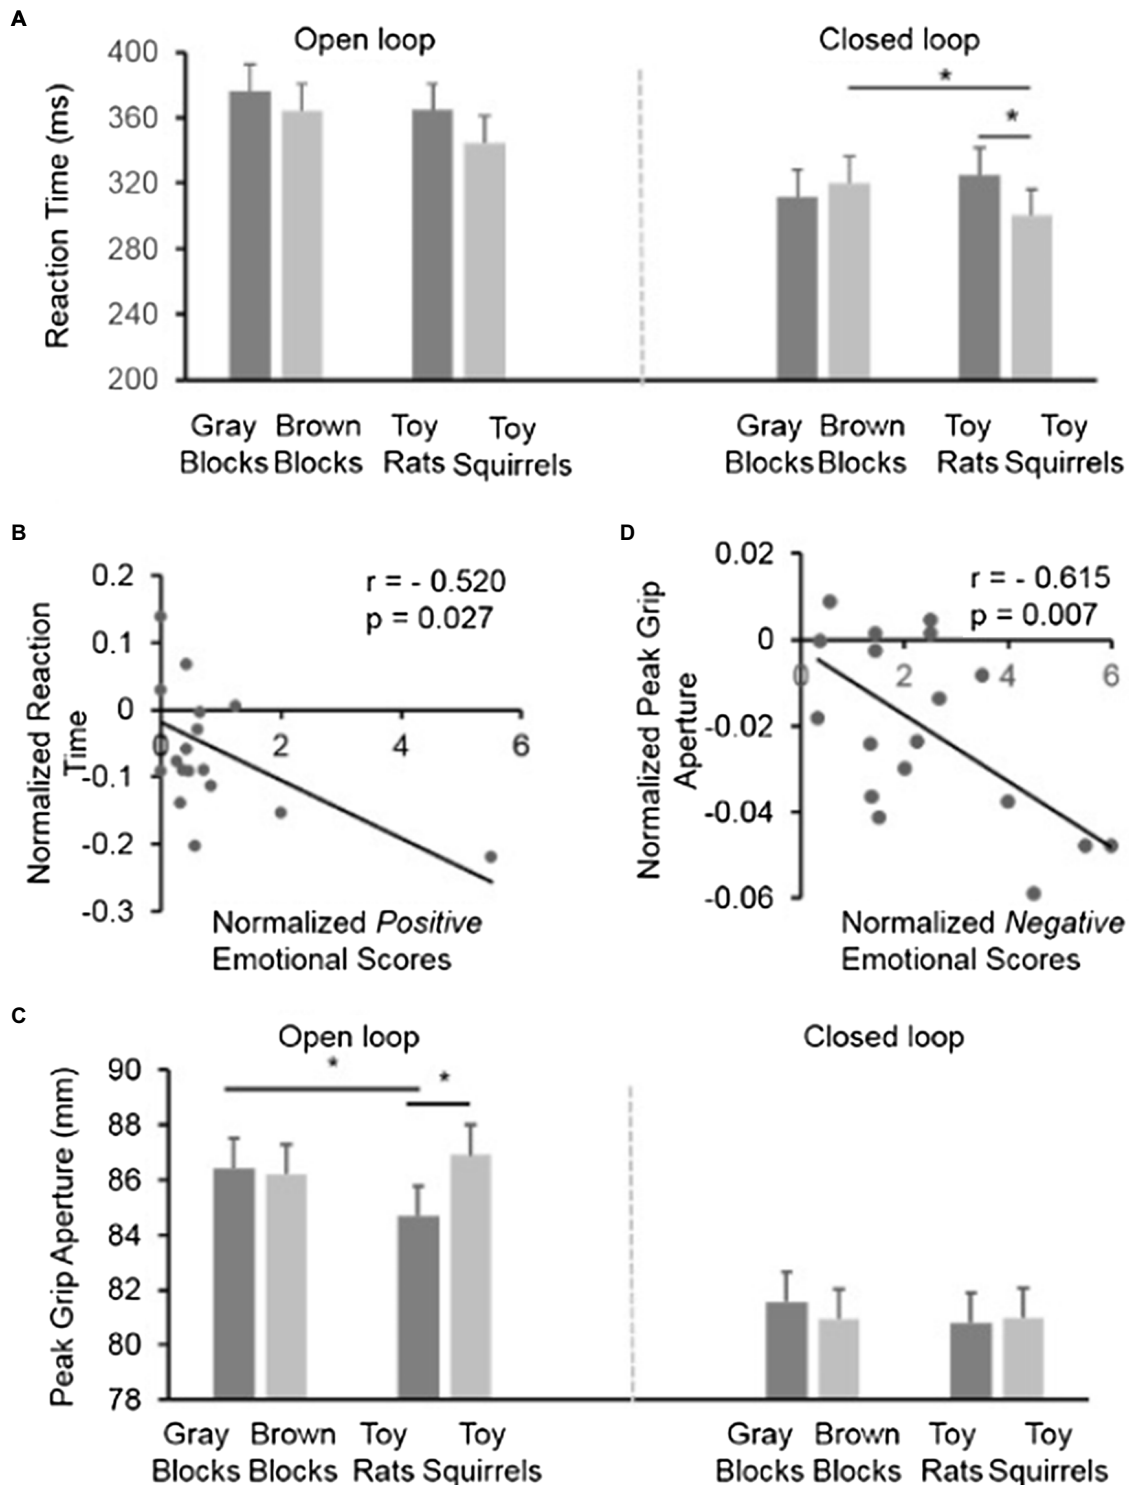 A
Open loop
Closed loop
Reaction Time (ms)
400
360
320
280
240
200
*
*
Gray Brown Toy Toy
Blocks Blocks Rats Squirrels
Gray Brown Toy Toy
Blocks Blocks Rats Squirrels
B
Normalized Reaction
Time
0.2
0.1
0
-0.1
-0.2
-0.3
r = - 0.520
p = 0.027
0 2 4 6
Normalized Positive
Emotional Scores
D
Normalized Peak Grip
Aperture
0.02
0
-0.02
-0.04
-0.06
r = - 0.615
p = 0.007
0 2 4 6
Normalized Negative
Emotional Scores
C
Open loop
Closed loop
Peak Grip Aperture (mm)
90
88
86
84
82
80
78
*
*
Gray Brown Toy Toy
Blocks Blocks Rats Squirrels
Gray Brown Toy Toy
Blocks Blocks Rats Squirrels